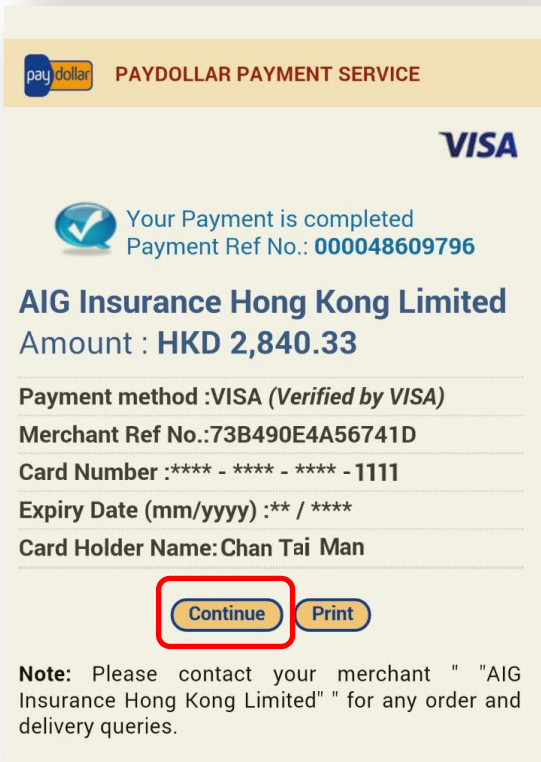 pay dollar PAYDOLLAR PAYMENT SERVICE
VISA
Your Payment is completed
Payment Ref No.: 000048609796
AIG Insurance Hong Kong Limited
Amount : HKD 2,840.33
Payment method :VISA (Verified by VISA)
Merchant Ref No.:73B490E4A56741D
Card Number :**** - **** - **** - 1111
Expiry Date (mm/yyyy) :** / ****
Card Holder Name: Chan Tai Man
Continue Print
Note: Please contact your merchant " "AIG
Insurance Hong Kong Limited" " for any order and
delivery queries.